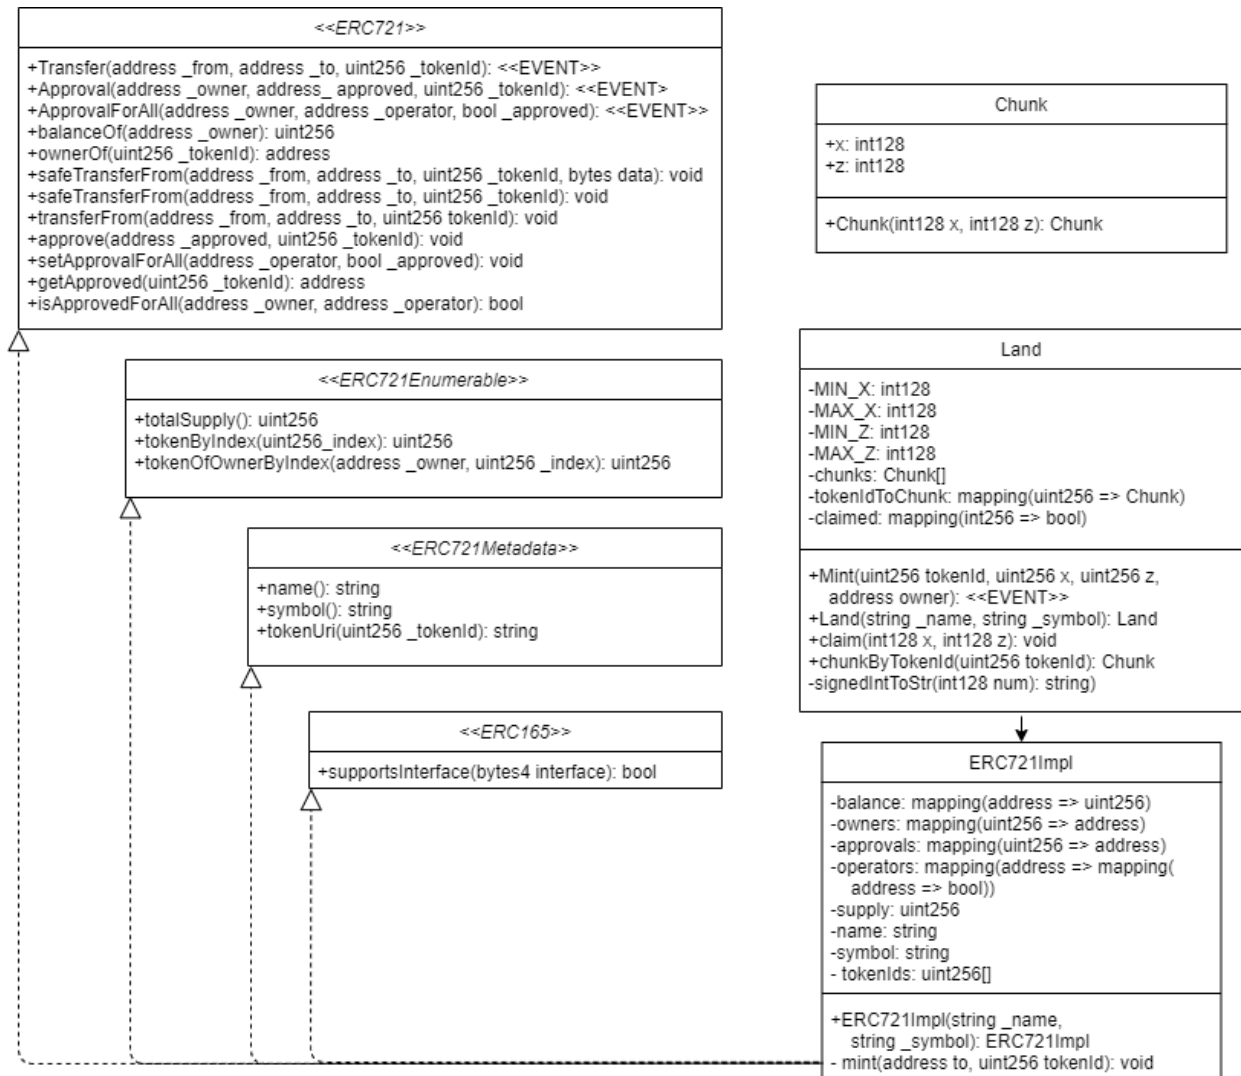 <<ERC721>>
+Transfer(address _from, address _to, uint256 _tokenId): <<EVENT>>
+Approval(address _owner, address_ approved, uint256 _tokenId): <<EVENT>
+ApprovalForAll(address _owner, address _operator, bool _approved): <<EVENT>>
+balanceOf(address _owner): uint256
+ownerOf(uint256 _tokenId): address
+safeTransferFrom(address _from, address _to, uint256 _tokenId, bytes data): void
+safeTransferFrom(address _from, address _to, uint256 _tokenId): void
+transferFrom(address _from, address _to, uint256 tokenId): void
+approve(address _approved, uint256 _tokenId): void
+setApprovalForAll(address _operator, bool _approved): void
+getApproved(uint256 _tokenId): address
+isApprovedForAll(address _owner, address _operator): bool
<<ERC721Enumerable>>
+totalSupply(): uint256
+tokenByIndex(uint256_index): uint256
+tokenOfOwnerByIndex(address _owner, uint256 _index): uint256
<<ERC721Metadata>>
+name(): string
+symbol(): string
+tokenUri(uint256 _tokenId): string
<<ERC165>>
+supportsInterface(bytes4 interface): bool
Chunk
+x: int128
+z: int128
+Chunk(int128 x, int128 z): Chunk
Land
-MIN_X: int128
-MAX_X: int128
-MIN_Z: int128
-MAX_Z: int128
-chunks: Chunk[]
-tokenIdToChunk: mapping(uint256 => Chunk)
-claimed: mapping(int256 => bool)
+Mint(uint256 tokenId, uint256 x, uint256 z,
address owner): <<EVENT>>
+Land(string _name, string _symbol): Land
+claim(int128 x, int128 z): void
+chunkByTokenId(uint256 tokenId): Chunk
-signedIntToStr(int128 num): string)
ERC721Impl
-balance: mapping(address => uint256)
-owners: mapping(uint256 => address)
-approvals: mapping(uint256 => address)
-operators: mapping(address => mapping(
address => bool))
-supply: uint256
-name: string
-symbol: string
- tokenIds: uint256[]
+ERC721Impl(string _name,
string _symbol): ERC721Impl
- mint(address to, uint256 tokenId): void